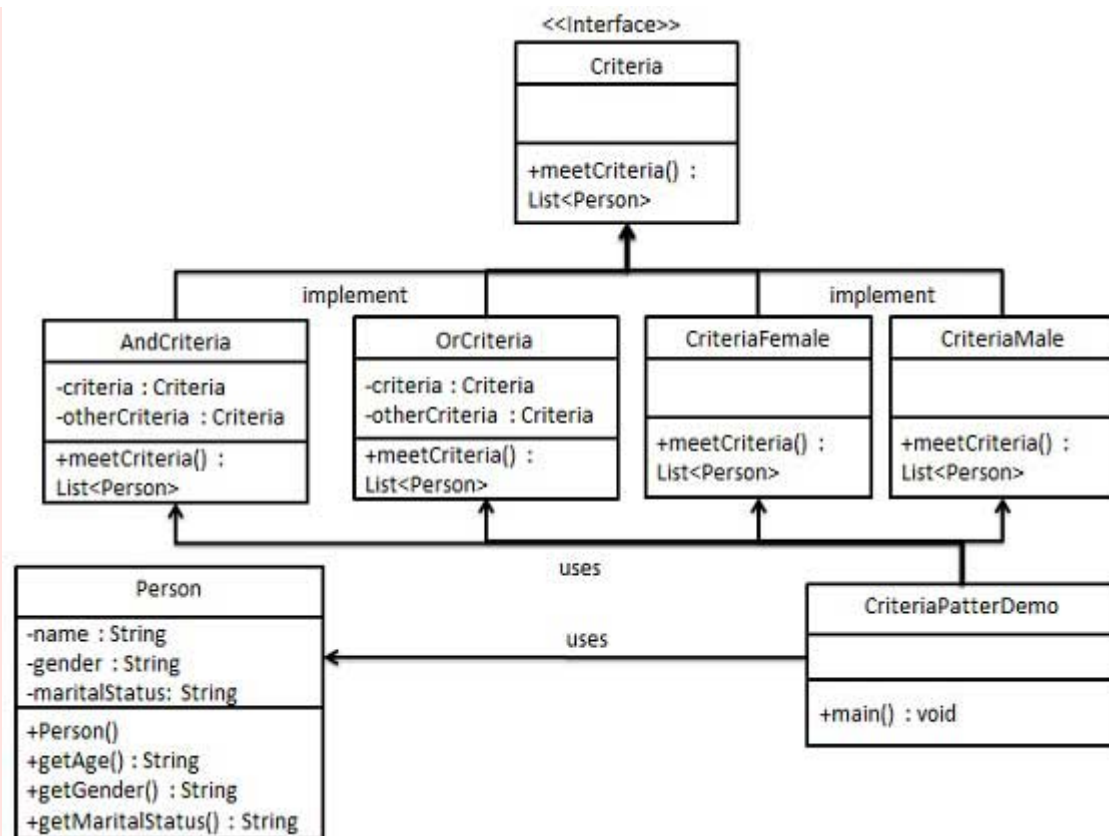 <<Interface>>
Criteria
+meetCriteria() :
List<Person>
implement
implement
AndCriteria
-criteria : Criteria
-otherCriteria : Criteria
+meetCriteria() :
List<Person>
OrCriteria
-criteria : Criteria
-otherCriteria : Criteria
+meetCriteria() :
List<Person>
CriteriaFemale
+meetCriteria() :
List<Person>
CriteriaMale
+meetCriteria() :
List<Person>
uses
Person
-name : String
-gender : String
-maritalStatus: String
+Person()
+getAge() : String
+getGender() : String
+getMaritalStatus() : String
uses
CriteriaPatterDemo
+main() : void